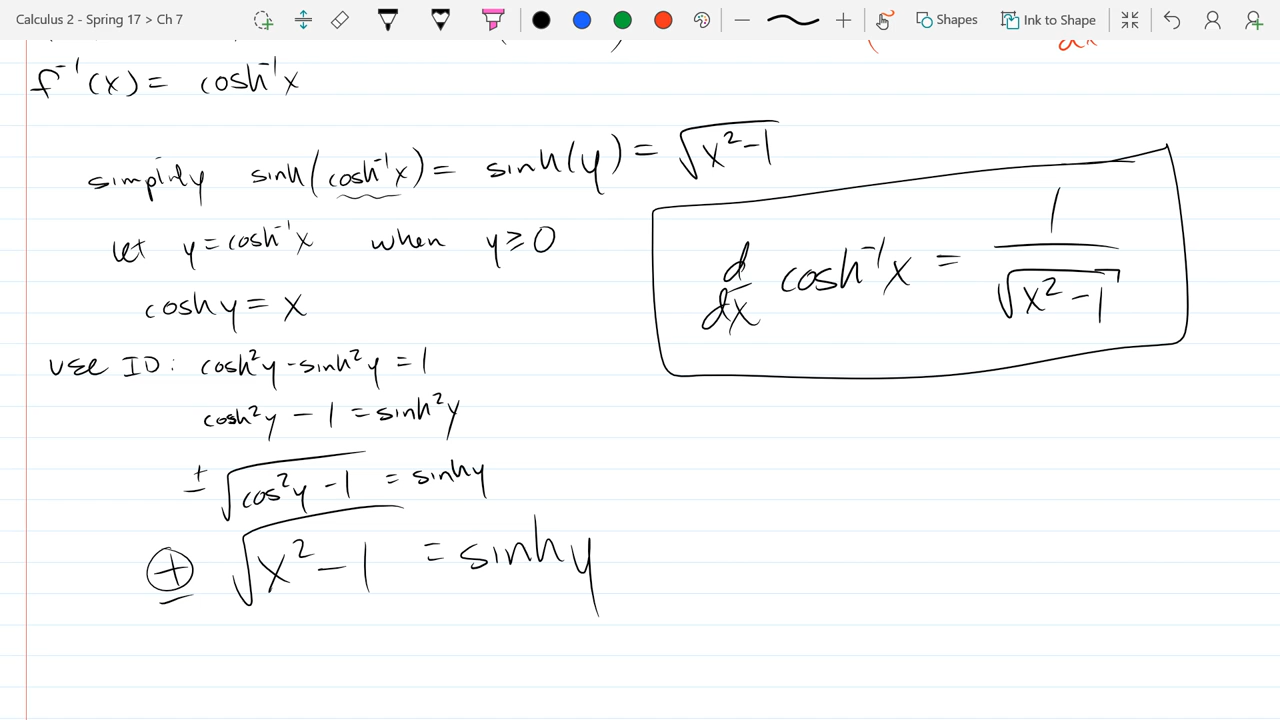 Calculus 2 - Spring 17 > Ch 7
Shapes
Ink to Shape
f⁻¹(x) = cosh⁻¹x
simplify sinh(cosh⁻¹x) = sinh(y) = √(x²-1)
let y = cosh⁻¹x when y ≥ 0
cosh y = x
d/dx cosh⁻¹x = 1/√(x²-1)
USE ID: cosh²y - sinh²y = 1
cosh²y - 1 = sinh²y
± √(cos²y - 1) = sinh y
⊕ √(x² - 1) = sinh y